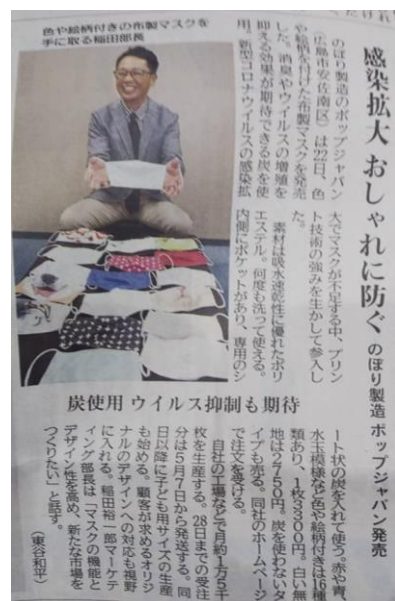 感染拡大 おしゃれに防ぐ
のぼり製造 ポップジャパン発売
のぼり製造のポップジャパン
（広島市安佐南区）は22日、色
や絵柄を付けた布製マスクを発売
した。消臭やウイルスの増殖を
抑える効果が期待できる炭を使
用。新型コロナウイルスの感染拡
大でマスクが不足する中、プリン
ト技術の強みを生かして参入し
た。
素材は吸水速乾性に優れたポリ
エステル。何度も洗って使える。
内側にポケットがあり、専用のシ
炭使用 ウイルス抑制も期待
ート状の炭を入れて使う。赤や青、
水玉模様など色や絵柄付きは16種
類あり、1枚3300円。白い無
地は2750円。炭を使わないタ
イプも売る。同社のホームページ
で注文を受ける。
自社の工場などで月約1万5千
枚を生産する。28日までの受注
分は5月7日から発送する。同
日以降に子ども用サイズの生産
も始める。顧客が求めるオリジ
ナルのデザインへの対応も視野
に入れる。稲田裕一郎マーケテ
ィング部長は「マスクの機能と
デザイン性を高め、新たな市場を
つくりたい」と話す。
（東谷和平）
色や絵柄付きの布製マスクを
手に取る稲田部長